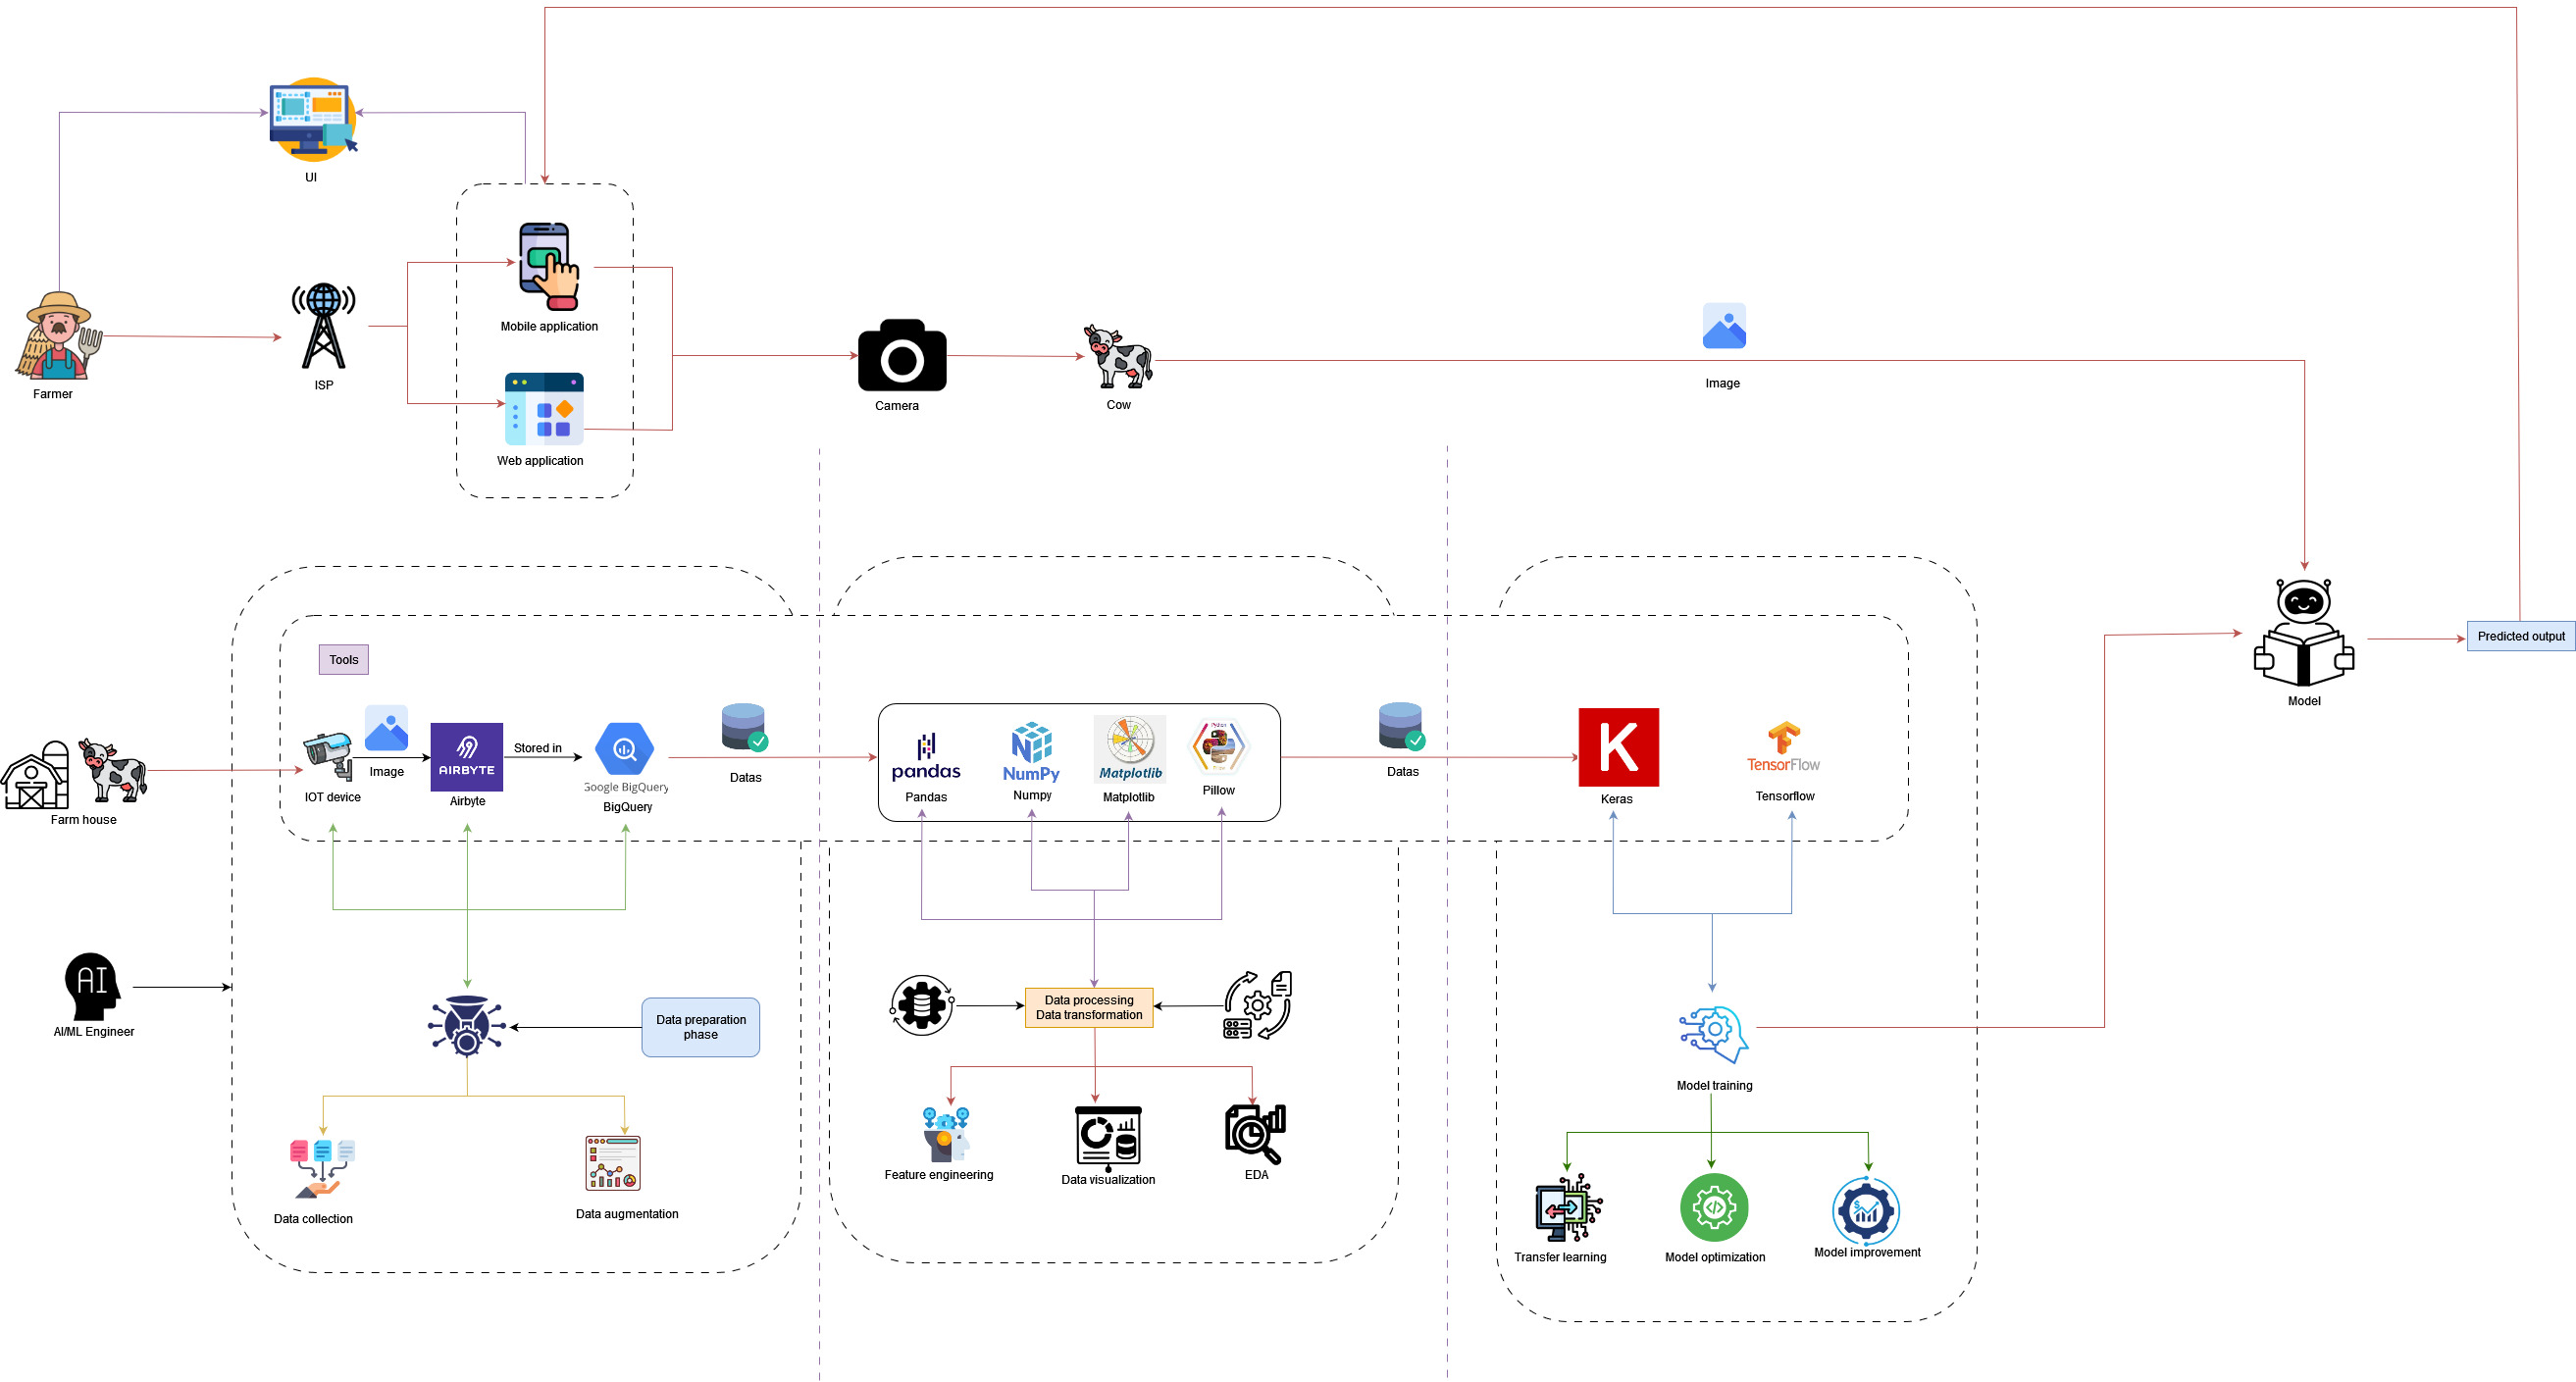 UI
Mobile application
Farmer
ISP
Web application
Camera
Cow
Image
Tools
Predicted output
Model
Image
AIRBYTE
Stored in
Google BigQuery
Datas
pandas
NumPy
Matplotlib
Python
Datas
K
TensorFlow
IOT device
Airbyte
BigQuery
Pandas
Numpy
Matplotlib
Pillow
Keras
Tensorflow
Farm house
AI
AI/ML Engineer
Data preparation
phase
Data processing
Data transformation
Model training
Data collection
Data augmentation
Feature engineering
Data visualization
EDA
Transfer learning
Model optimization
Model improvement